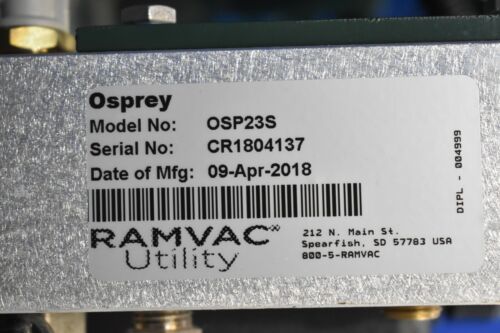 Osprey
Model No: OSP23S
Serial No: CR1804137
Date of Mfg: 09-Apr-2018
RAMVAC®
Utility
212 N. Main St.
Spearfish, SD 57783 USA
800-5-RAMVAC
DIPL - 004999